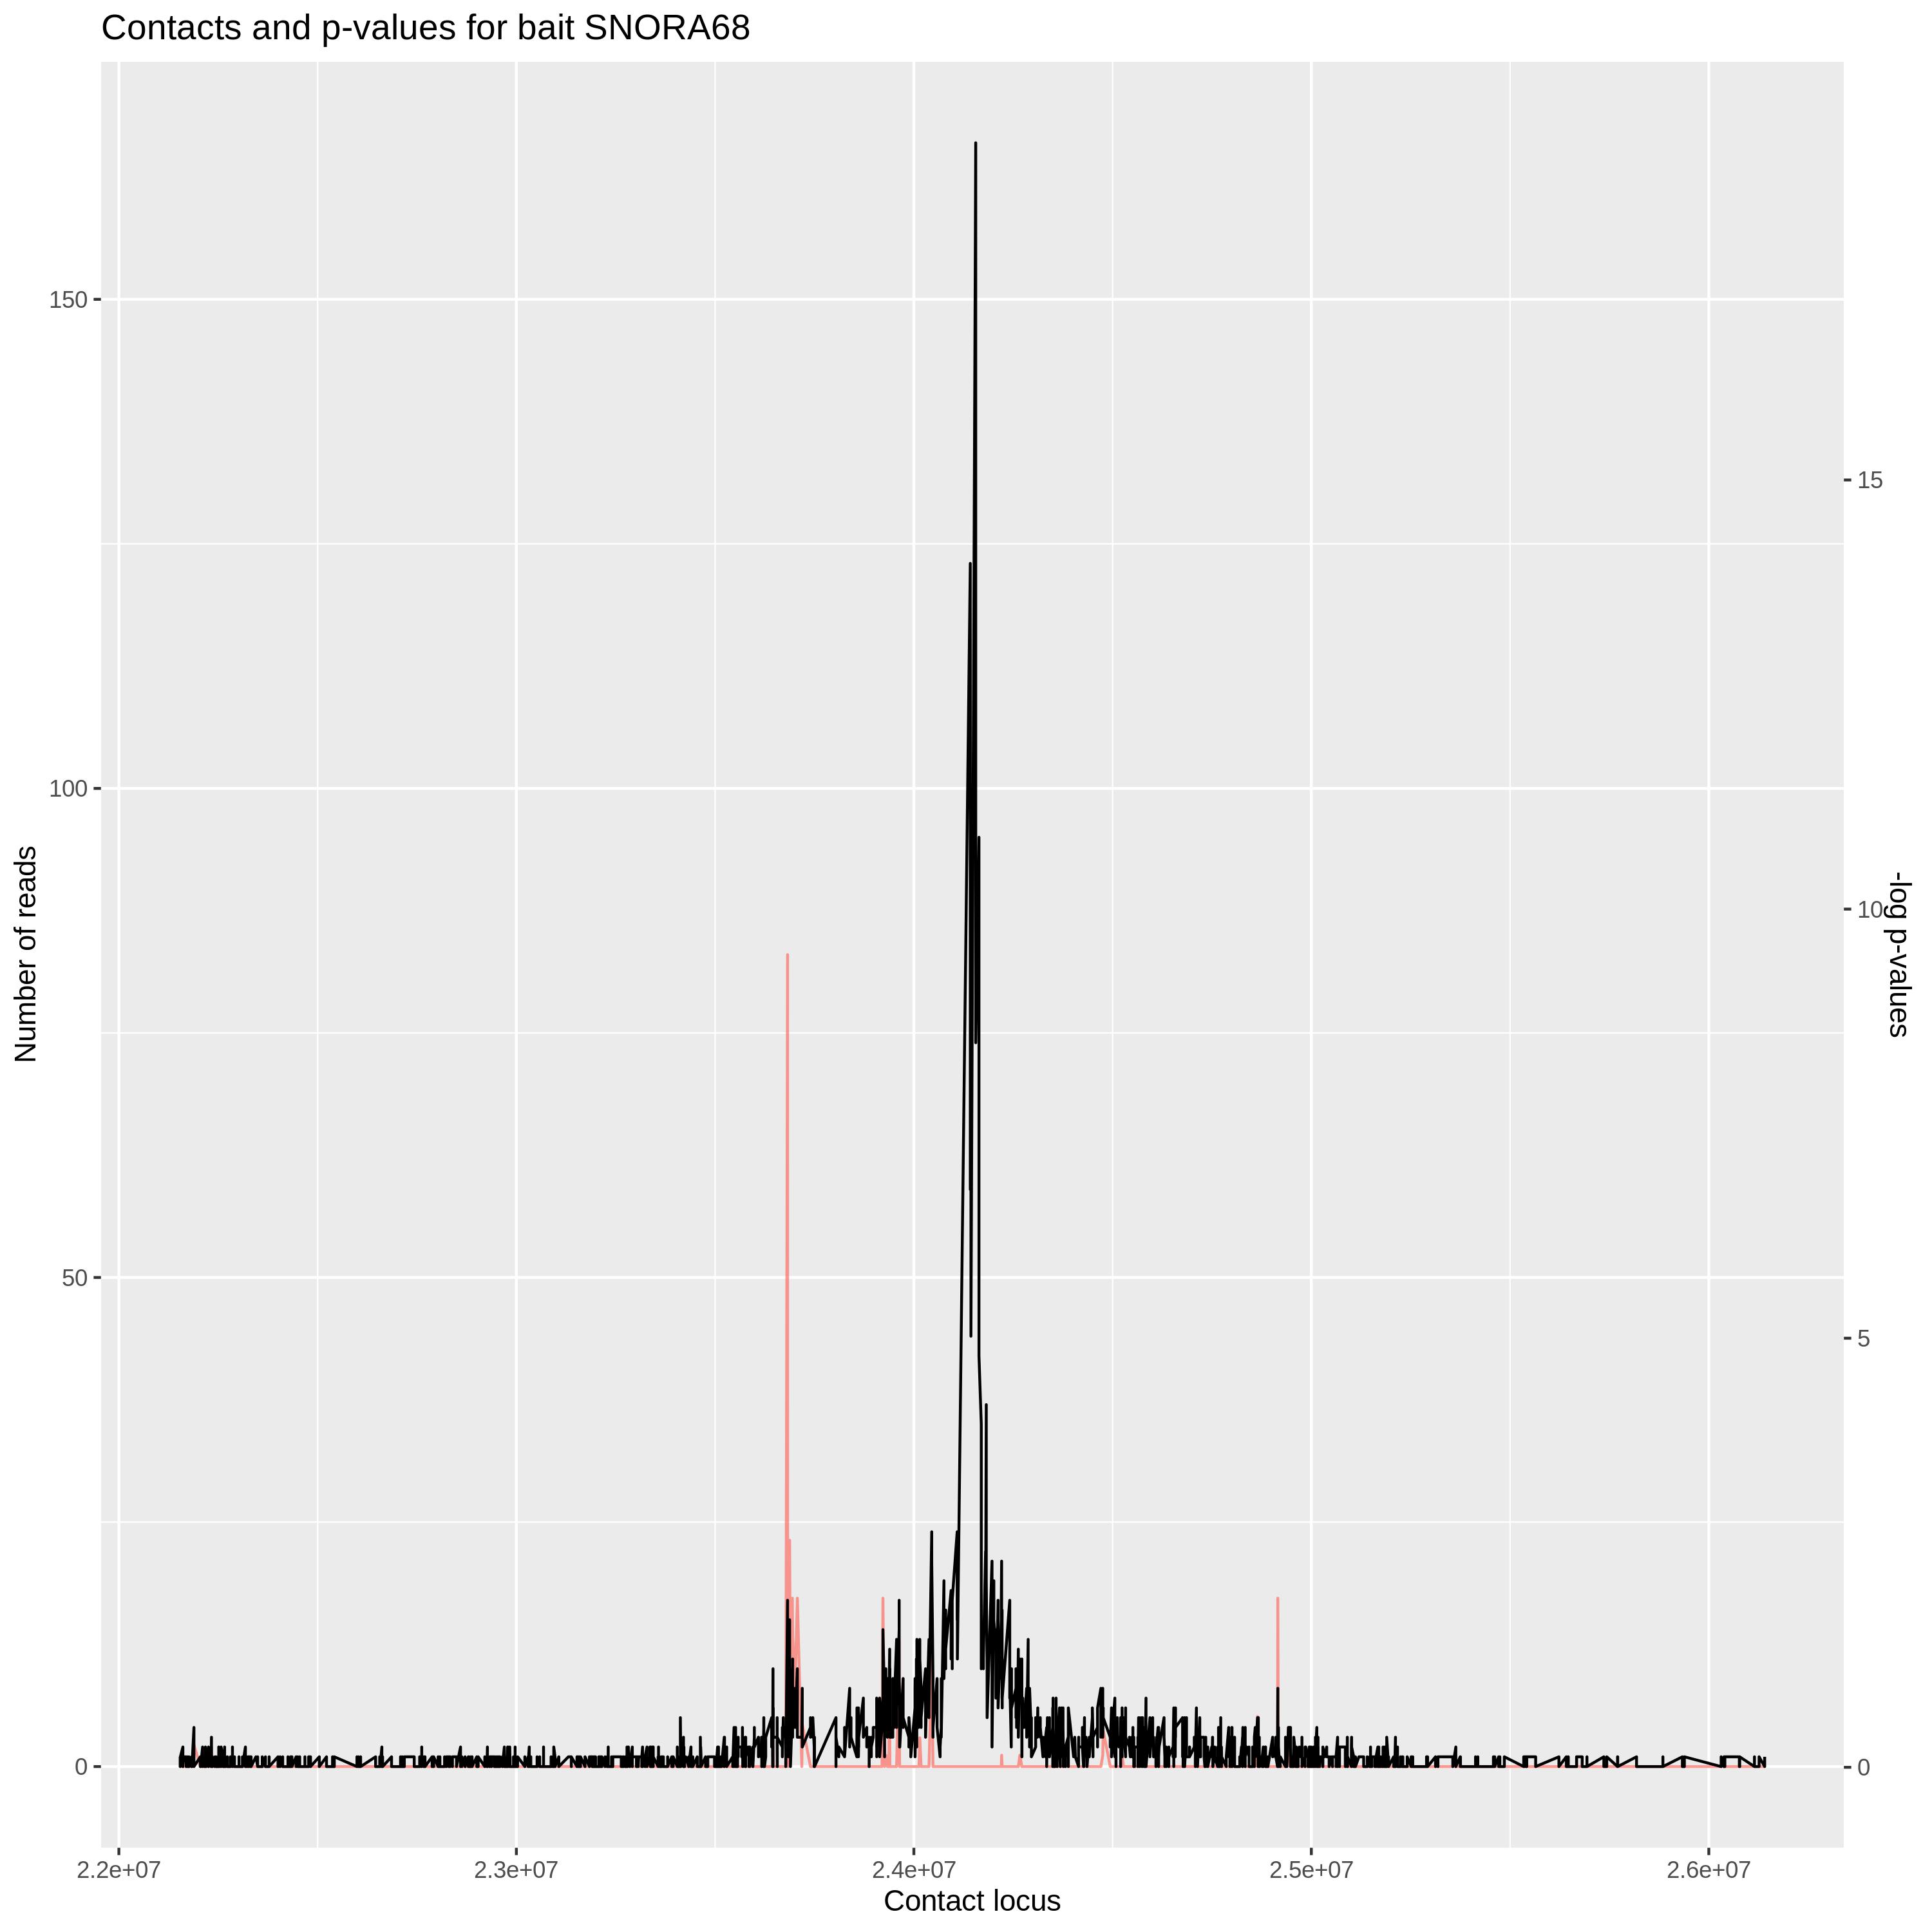 Contacts and p-values for bait SNORA68
150
100
50
0
Number of reads
15
10
5
0
-log p-values
2.2e+07
2.3e+07
2.4e+07
2.5e+07
2.6e+07
Contact locus